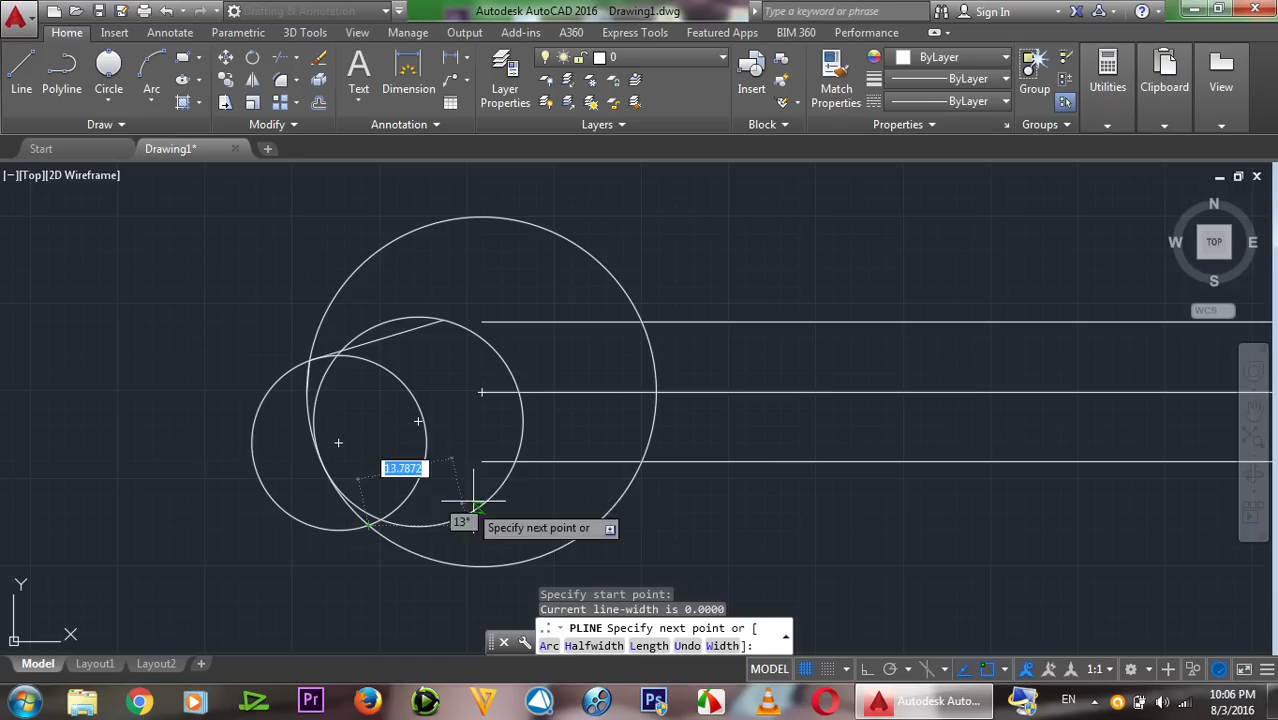 Drafting & Annotation
Autodesk AutoCAD 2016 Drawing1.dwg
Type a keyword or phrase
Sign In
Home Insert Annotate Parametric 3D Tools View Manage Output Add-ins A360 Express Tools Featured Apps BIM 360 Performance
0
ByLayer
Line Polyline Circle Arc
Text Dimension
Layer Properties
Insert
Match Properties
ByLayer
ByLayer
Group
Utilities Clipboard View
Draw Modify Annotation Layers Block Properties Groups
Start Drawing1*
[−][Top][2D Wireframe]
N
W TOP E
S
WCS
13.7872
13°
Specify next point or
Y
X
Specify start point:
Current line-width is 0.0000
PLINE Specify next point or [
Arc Halfwidth Length Undo Width]:
Model Layout1 Layout2
MODEL 1:1
Pr
Ps
Autodesk Auto...
EN
10:06 PM
8/3/2016